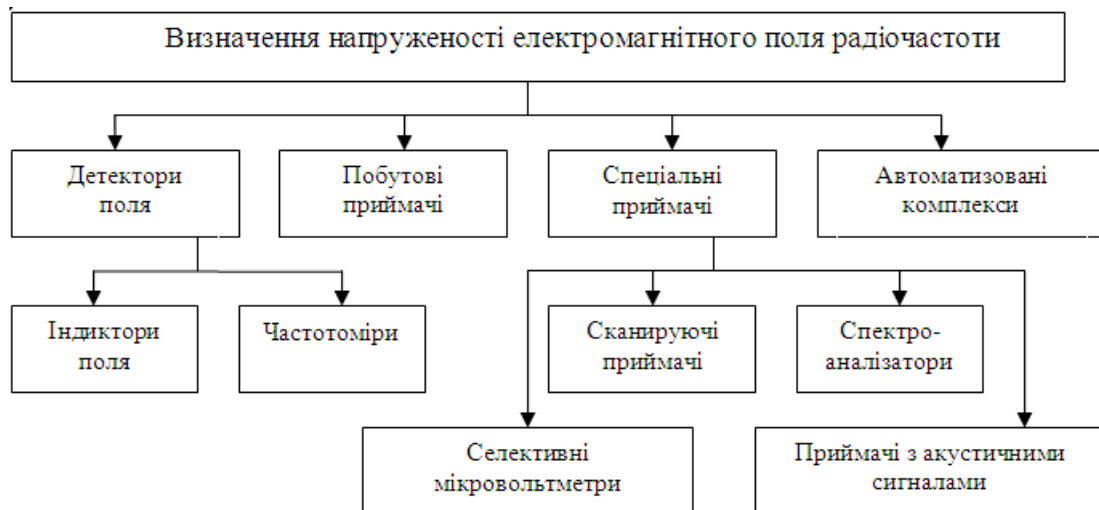 Визначення напруженості електромагнітного поля радіочастоти
Детектори
поля
Побутові
приймачі
Спеціальні
приймачі
Автоматизовані
комплекси
Індиктори
поля
Частотоміри
Сканируючі
приймачі
Спектро-
аналізатори
Селективні
мікровольтметри
Приймачі з акустичними
сигналами